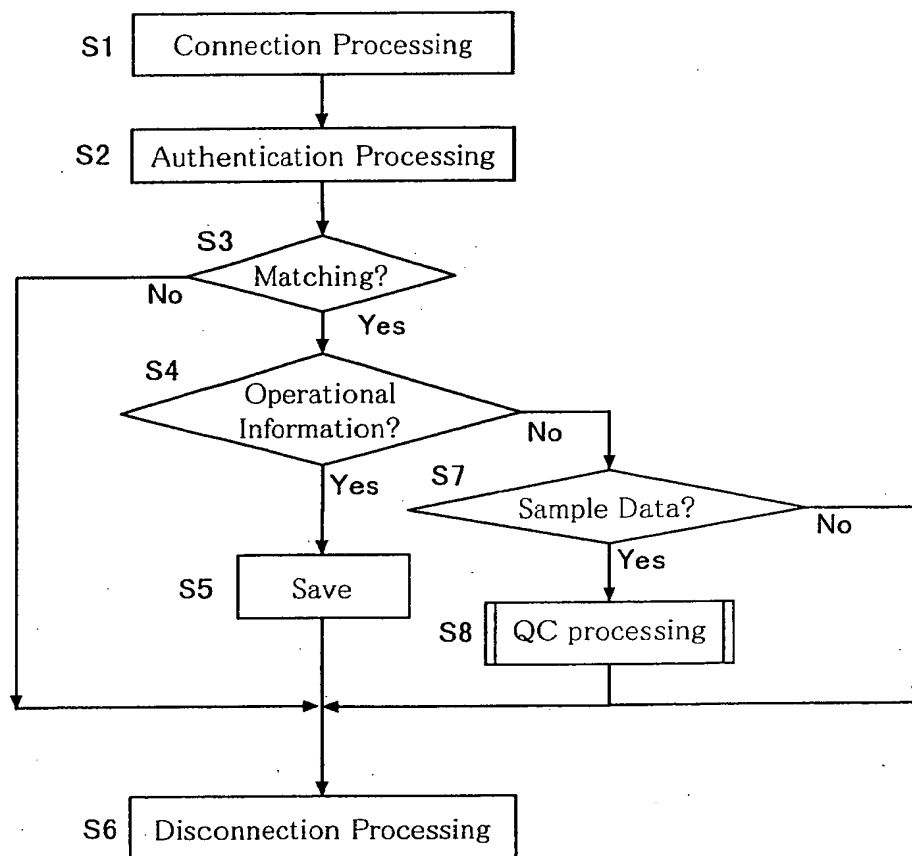 S1
Connection Processing
S2
Authentication Processing
S3
Matching?
No
Yes
S4
Operational
Information?
No
Yes
S7
Sample Data?
No
Yes
S5
Save
S8
QC processing
S6
Disconnection Processing